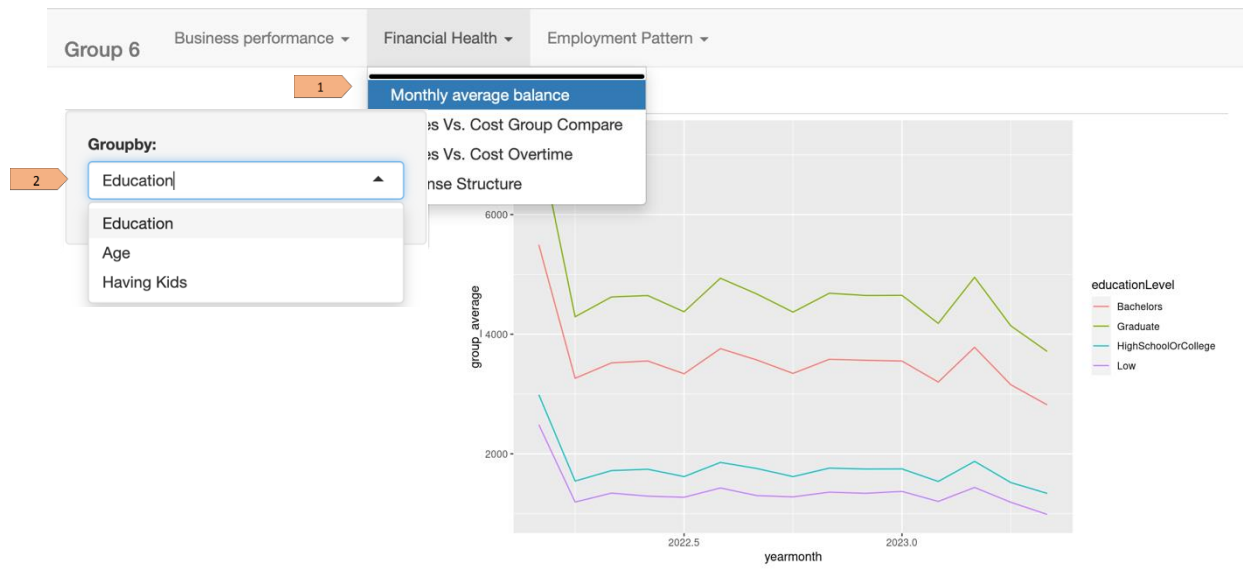 Group 6
Business performance
Financial Health
Employment Pattern
1
Monthly average balance
es Vs. Cost Group Compare
es Vs. Cost Overtime
nse Structure
Groupby:
2
Education
Education
Age
Having Kids
6000
4000
2000
group_average
2022.5
2023.0
yearmonth
educationLevel
Bachelors
Graduate
HighSchoolOrCollege
Low